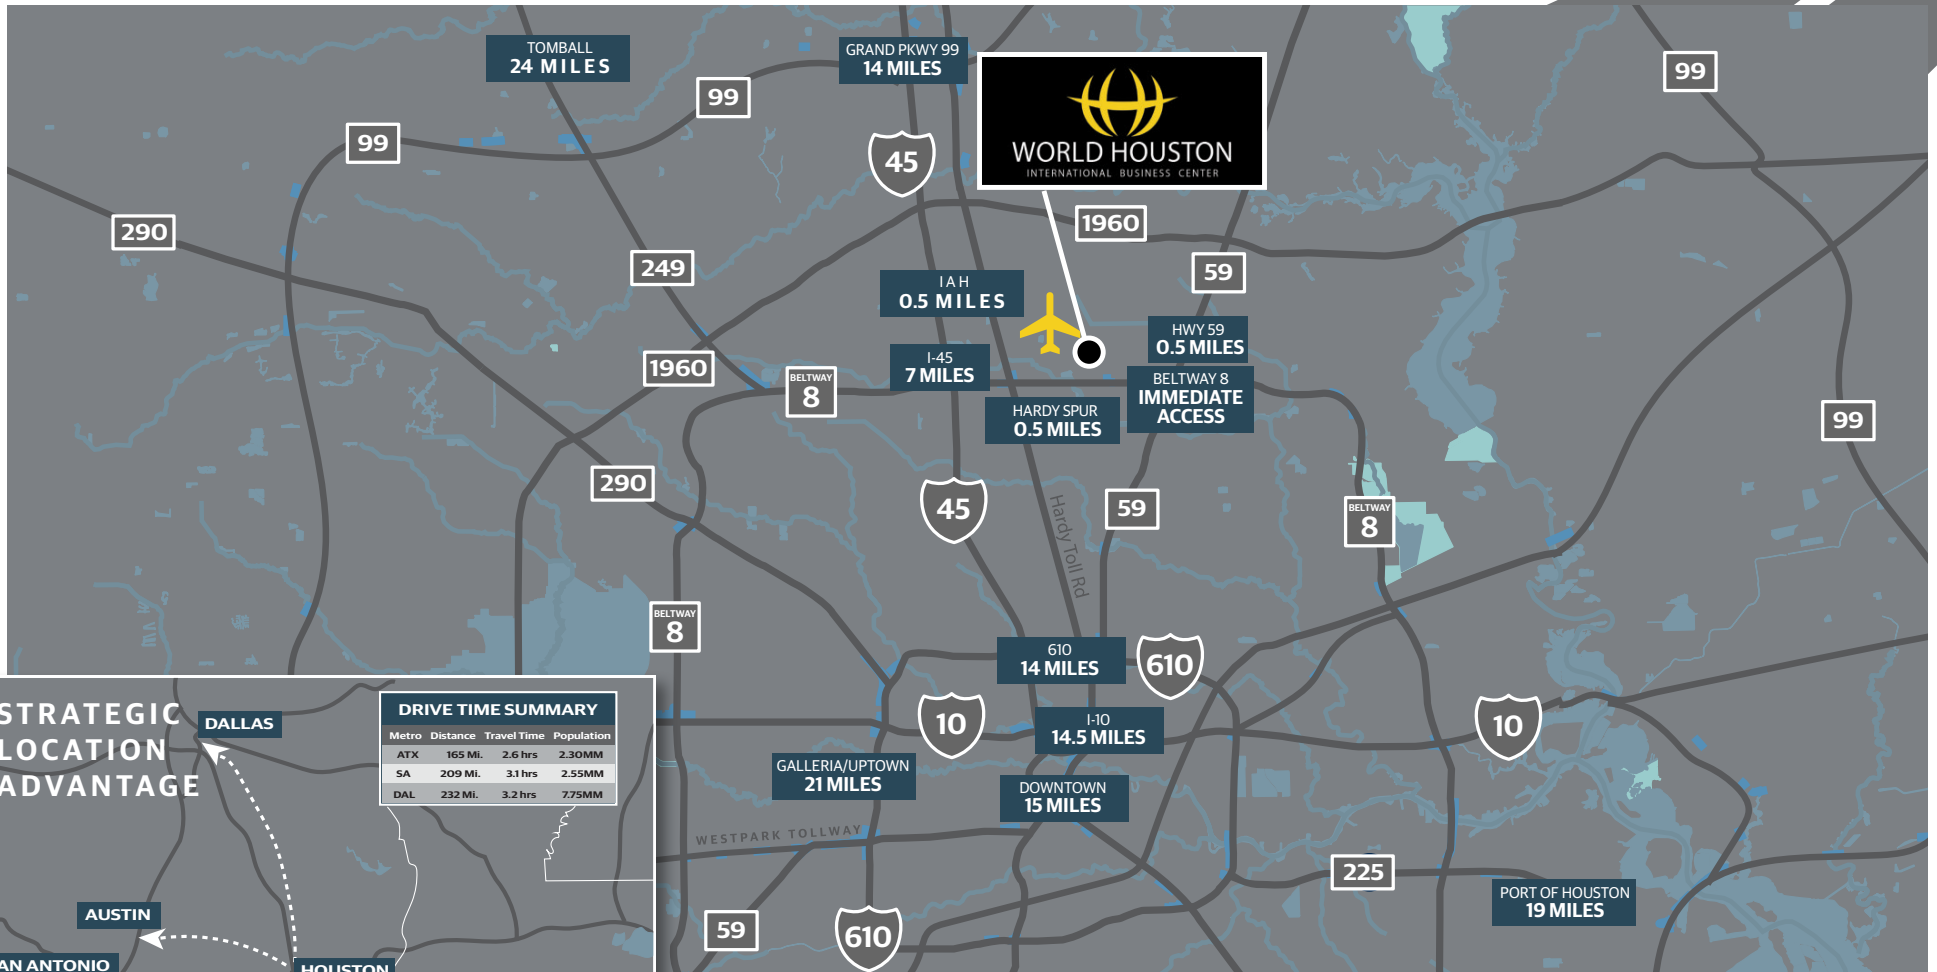 TOMBALL
24 MILES
GRAND PKWY 99
14 MILES
WORLD HOUSTON
INTERNATIONAL BUSINESS CENTER
99
99
99
45
290
1960
249
59
IAH
0.5 MILES
HWY 59
0.5 MILES
I-45
7 MILES
1960
BELTWAY
8
BELTWAY 8
IMMEDIATE
ACCESS
HARDY SPUR
0.5 MILES
99
290
45
Hardy Toll Rd
59
BELTWAY
8
BELTWAY
8
610
14 MILES
610
10
I-10
14.5 MILES
10
GALLERIA/UPTOWN
21 MILES
DOWNTOWN
15 MILES
WESTPARK TOLLWAY
225
PORT OF HOUSTON
19 MILES
59
610
STRATEGIC
LOCATION
ADVANTAGE
DALLAS
DRIVE TIME SUMMARY
Metro Distance Travel Time Population
ATX 165 Mi. 2.6 hrs 2.30MM
SA 209 Mi. 3.1 hrs 2.55MM
DAL 232 Mi. 3.2 hrs 7.75MM
AUSTIN
AN ANTONIO
HOUSTON